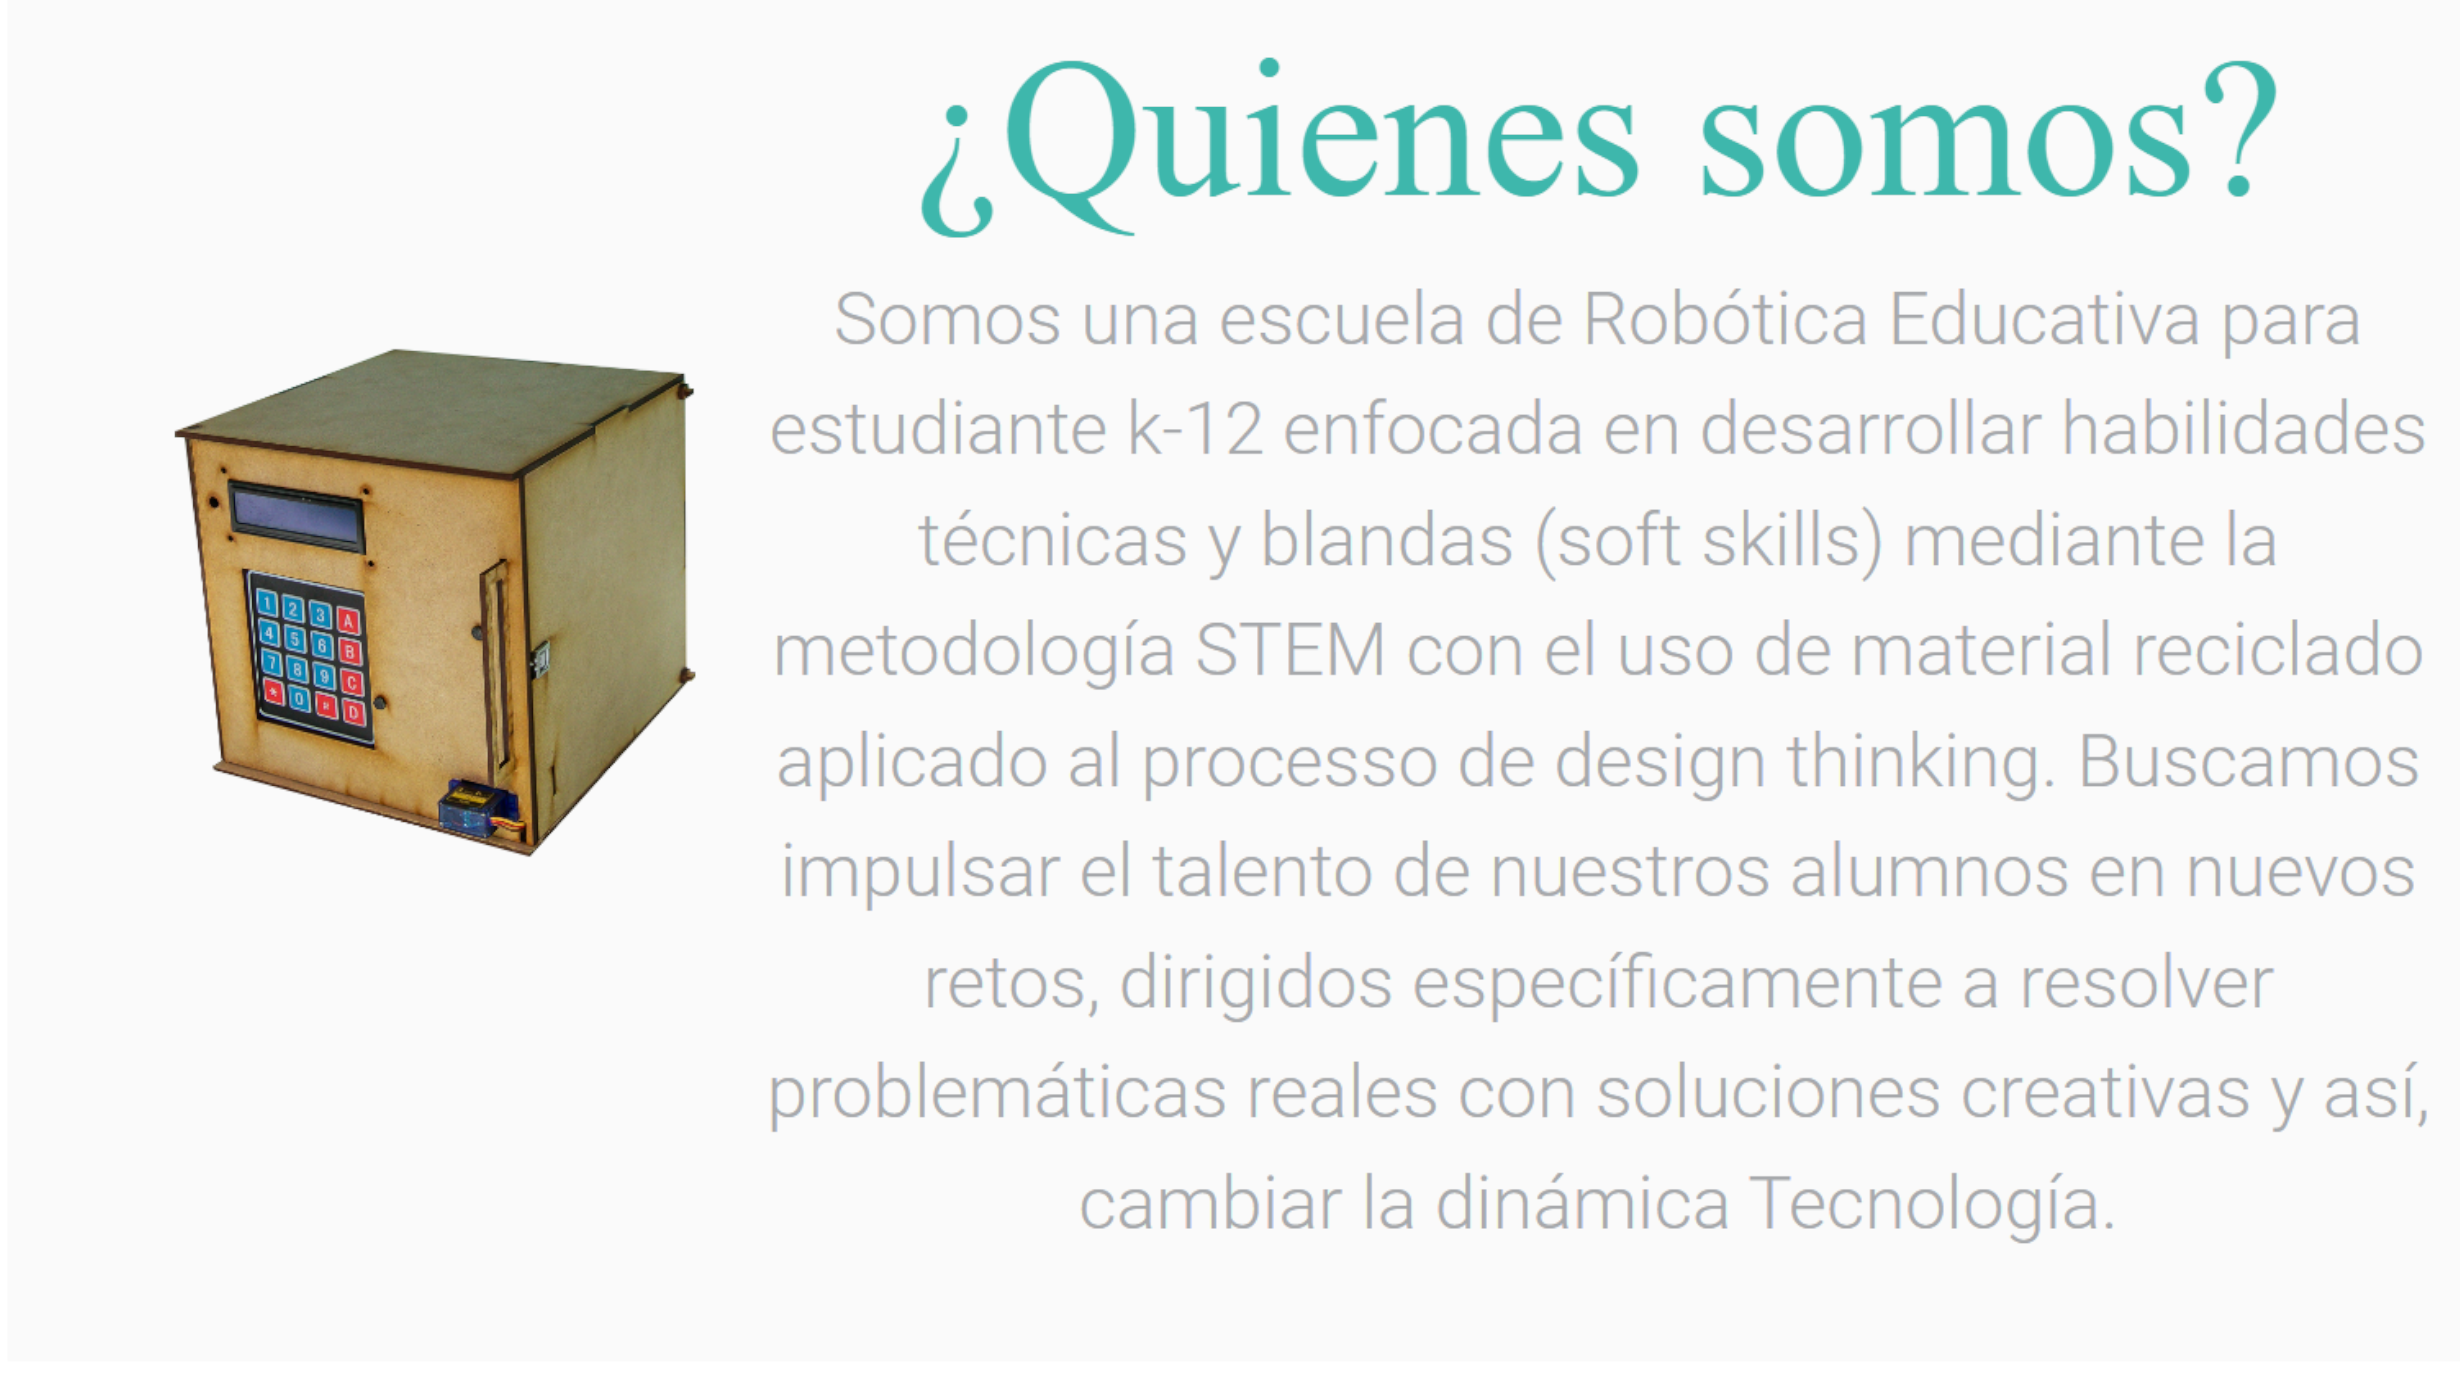 ¿Quienes somos?
Somos una escuela de Robótica Educativa para
estudiante k-12 enfocada en desarrollar habilidades
técnicas y blandas (soft skills) mediante la
metodología STEM con el uso de material reciclado
aplicado al proceso de design thinking. Buscamos
impulsar el talento de nuestros alumnos en nuevos
retos, dirigidos específicamente a resolver
problemáticas reales con soluciones creativas y así,
cambiar la dinámica Tecnología.
1 2 3 A
4 5 6 B
7 8 9 C
* 0 # D